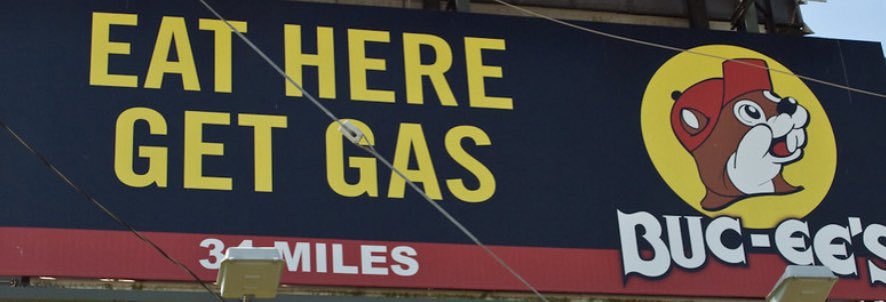 EAT HERE
GET GAS
BUC-EE'S
MILES